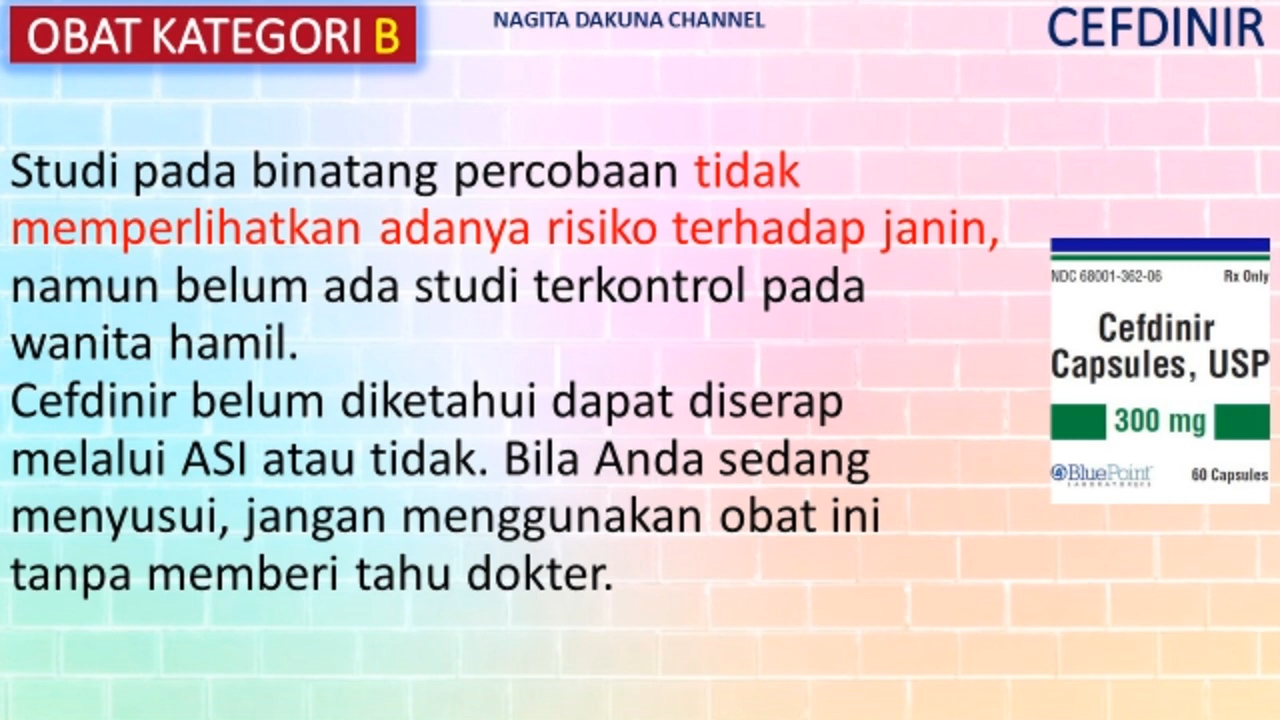 OBAT KATEGORI B
NAGITA DAKUNA CHANNEL
CEFDINIR
Studi pada binatang percobaan tidak
memperlihatkan adanya risiko terhadap janin,
namun belum ada studi terkontrol pada
wanita hamil.
Cefdinir belum diketahui dapat diserap
melalui ASI atau tidak. Bila Anda sedang
menyusui, jangan menggunakan obat ini
tanpa memberi tahu dokter.
NDC 68001-362-06 Rx Only
Cefdinir
Capsules, USP
300 mg
BluePoint
LABORATORIES
60 Capsules